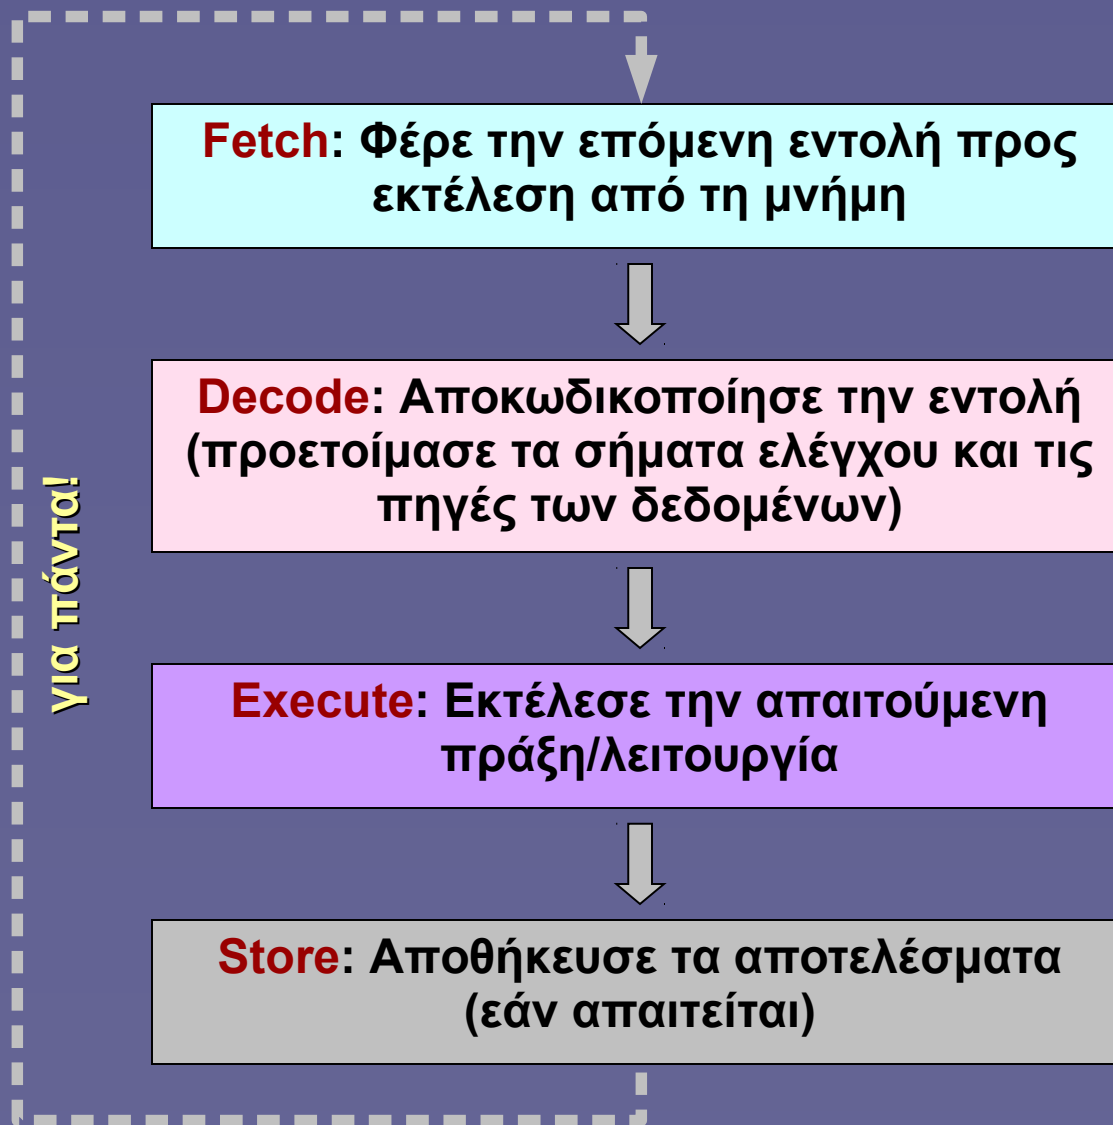 Fetch: Φέρε την επόμενη εντολή προς
εκτέλεση από τη μνήμη
Decode: Αποκωδικοποίησε την εντολή
(προετοίμασε τα σήματα ελέγχου και τις
πηγές των δεδομένων)
για πάντα!
Execute: Εκτέλεσε την απαιτούμενη
πράξη/λειτουργία
Store: Αποθήκευσε τα αποτελέσματα
(εάν απαιτείται)